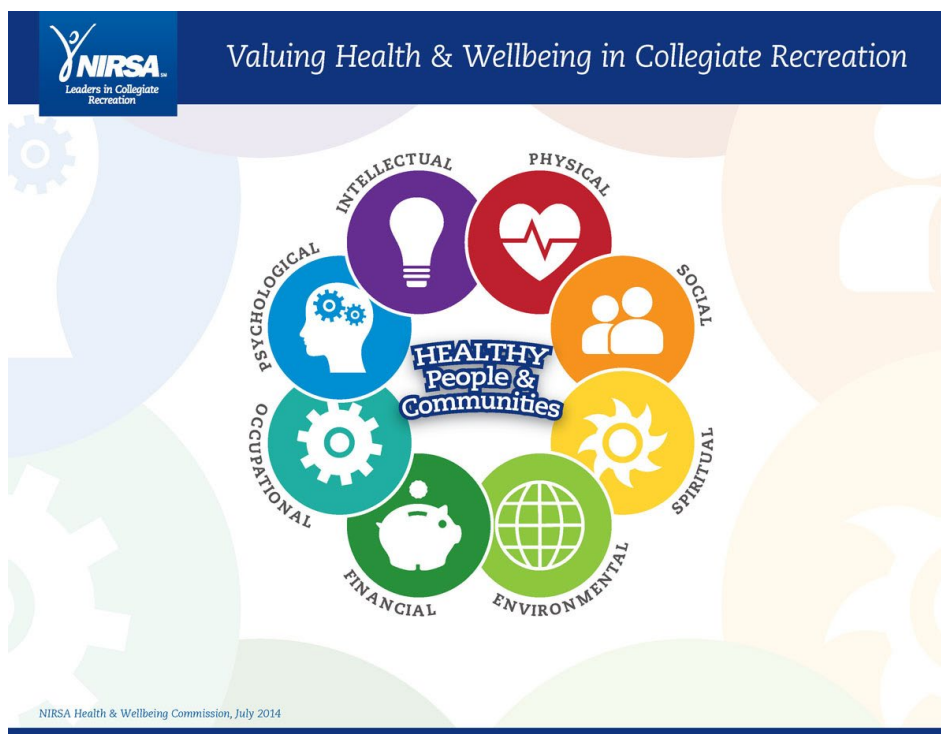 NIRSA
Leaders in Collegiate
Recreation
Valuing Health & Wellbeing in Collegiate Recreation
INTELLECTUAL
PHYSICAL
PSYCHOLOGICAL
SOCIAL
HEALTHY
People &
Communities
OCCUPATIONAL
SPIRITUAL
FINANCIAL
ENVIRONMENTAL
NIRSA Health & Wellbeing Commission, July 2014